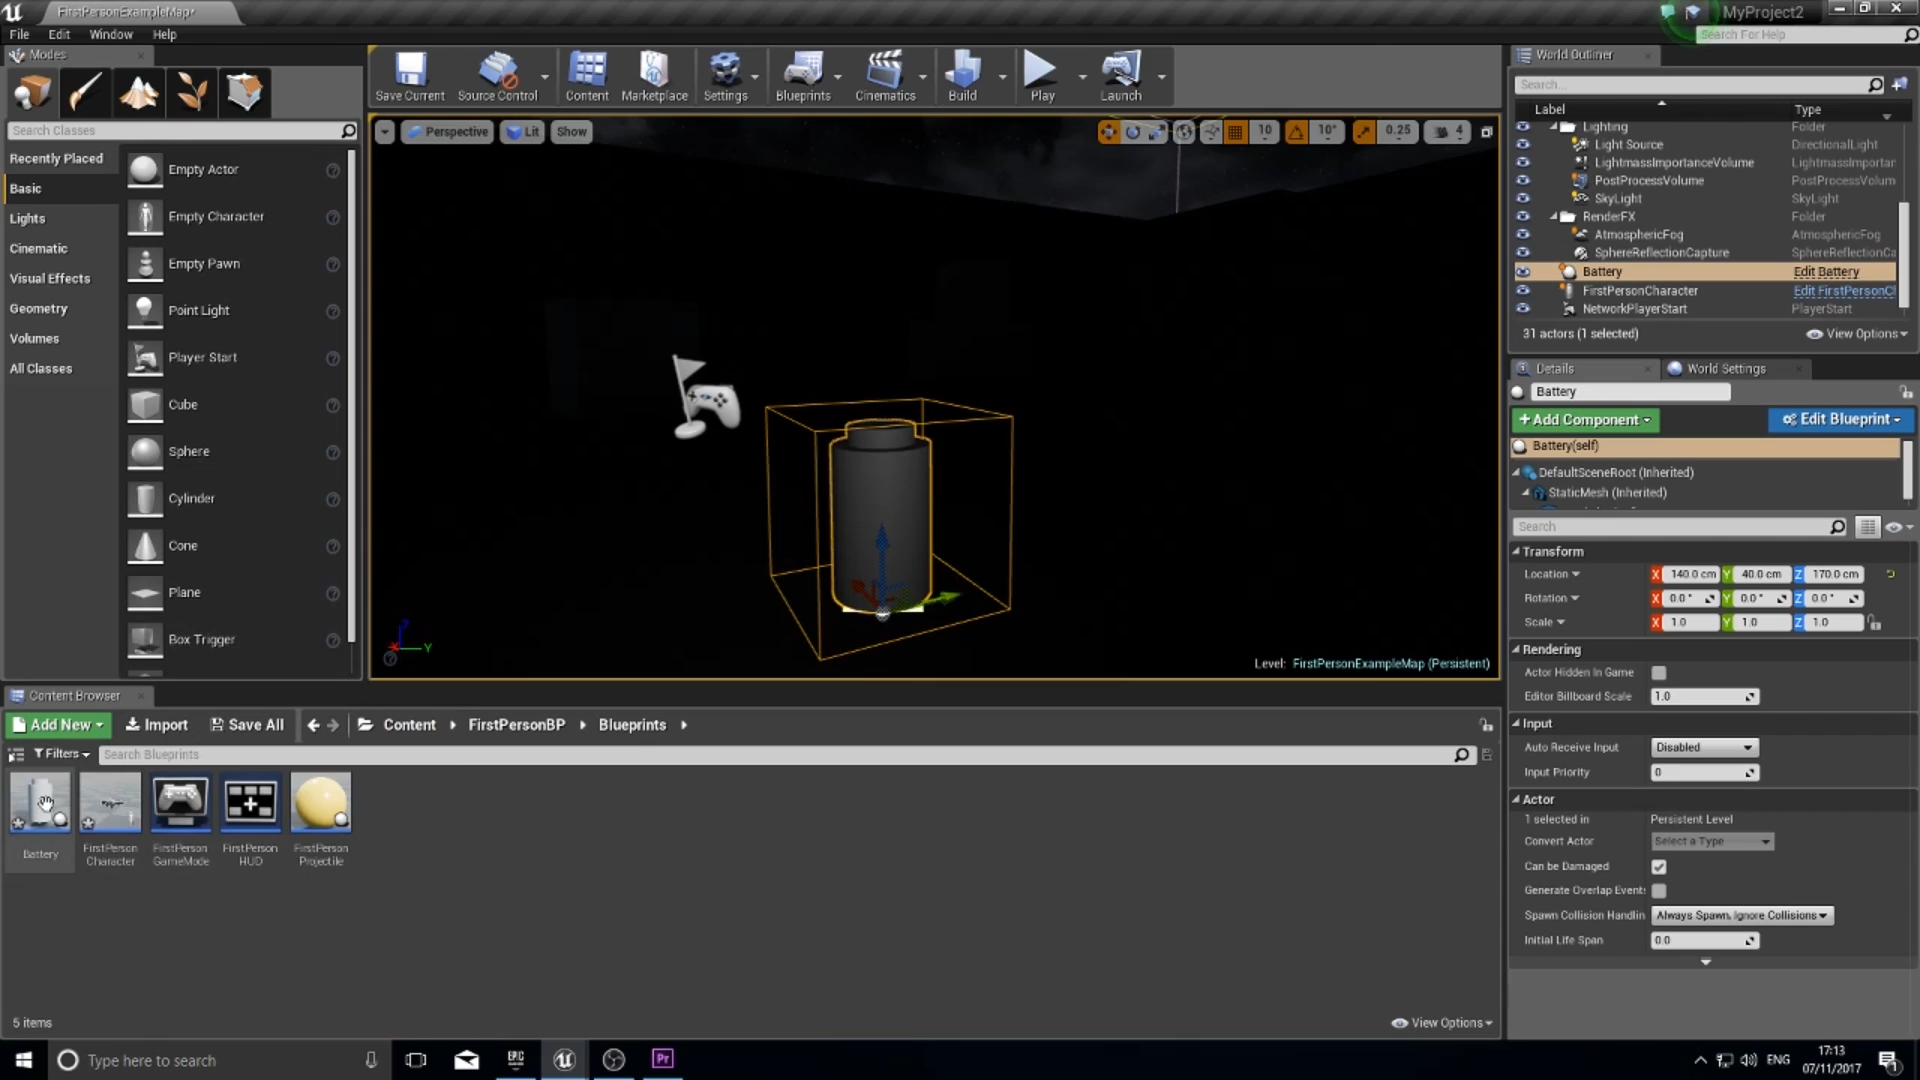 FirstPersonExampleMap*
MyProject2
File Edit Window Help
Search For Help
Modes
Save Current
Source Control
Content
Marketplace
Settings
Blueprints
Cinematics
Build
Play
Launch
Search Classes
Recently Placed
Basic
Lights
Cinematic
Visual Effects
Geometry
Volumes
All Classes
Empty Actor
Empty Character
Empty Pawn
Point Light
Player Start
Cube
Sphere
Cylinder
Cone
Plane
Box Trigger
Perspective Lit Show
10 10° 0.25 4
Level: FirstPersonExampleMap (Persistent)
Z
X Y
World Outliner
Search...
Label Type
Lighting Folder
Light Source DirectionalLight
LightmassImportanceVolume LightmassImportar
PostProcessVolume PostProcessVolum
SkyLight SkyLight
RenderFX Folder
AtmosphericFog AtmosphericFog
SphereReflectionCapture SphereReflectionCa
Battery Edit Battery
FirstPersonCharacter Edit FirstPersonCl
NetworkPlayerStart PlayerStart
31 actors (1 selected) View Options
Details World Settings
Battery
+Add Component Edit Blueprint
Battery(self)
DefaultSceneRoot (Inherited)
StaticMesh (Inherited)
Search
Transform
Location X 140.0 cm Y 40.0 cm Z 170.0 cm
Rotation X 0.0 ° Y 0.0 ° Z 0.0 °
Scale X 1.0 Y 1.0 Z 1.0
Rendering
Actor Hidden In Game
Editor Billboard Scale 1.0
Input
Auto Receive Input Disabled
Input Priority 0
Actor
1 selected in Persistent Level
Convert Actor Select a Type
Can be Damaged
Generate Overlap Events
Spawn Collision Handlin Always Spawn, Ignore Collisions
Initial Life Span 0.0
Content Browser
Add New Import Save All Content FirstPersonBP Blueprints
Filters Search Blueprints
Battery
FirstPerson Character
FirstPerson GameMode
FirstPerson HUD
FirstPerson Projectile
5 items View Options
Type here to search
EPIC
Pr
ENG
17:13
07/11/2017
1